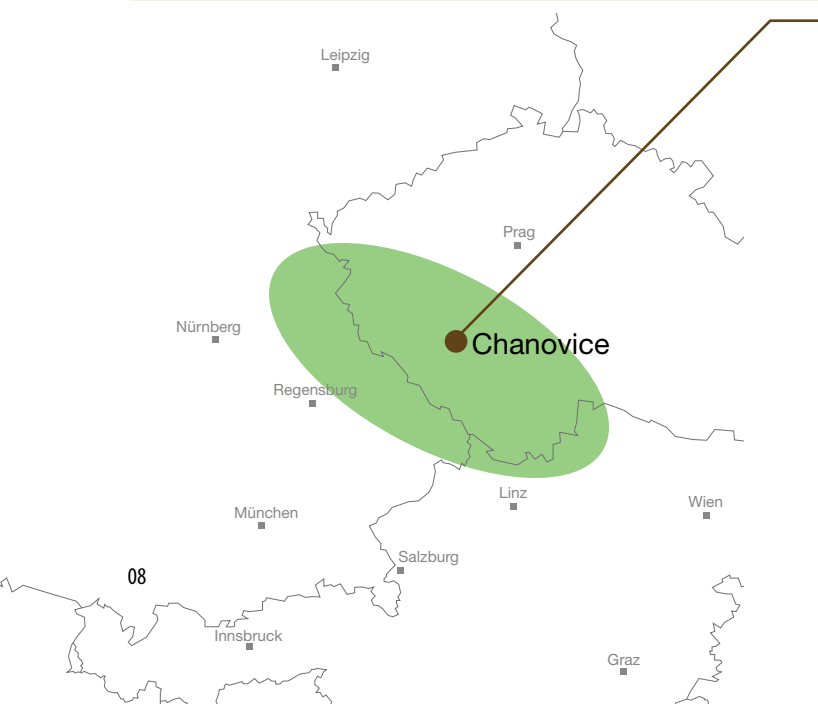 Leipzig
Prag
Nürnberg
Chanovice
Regensburg
Linz
Wien
München
Salzburg
08
Innsbruck
Graz